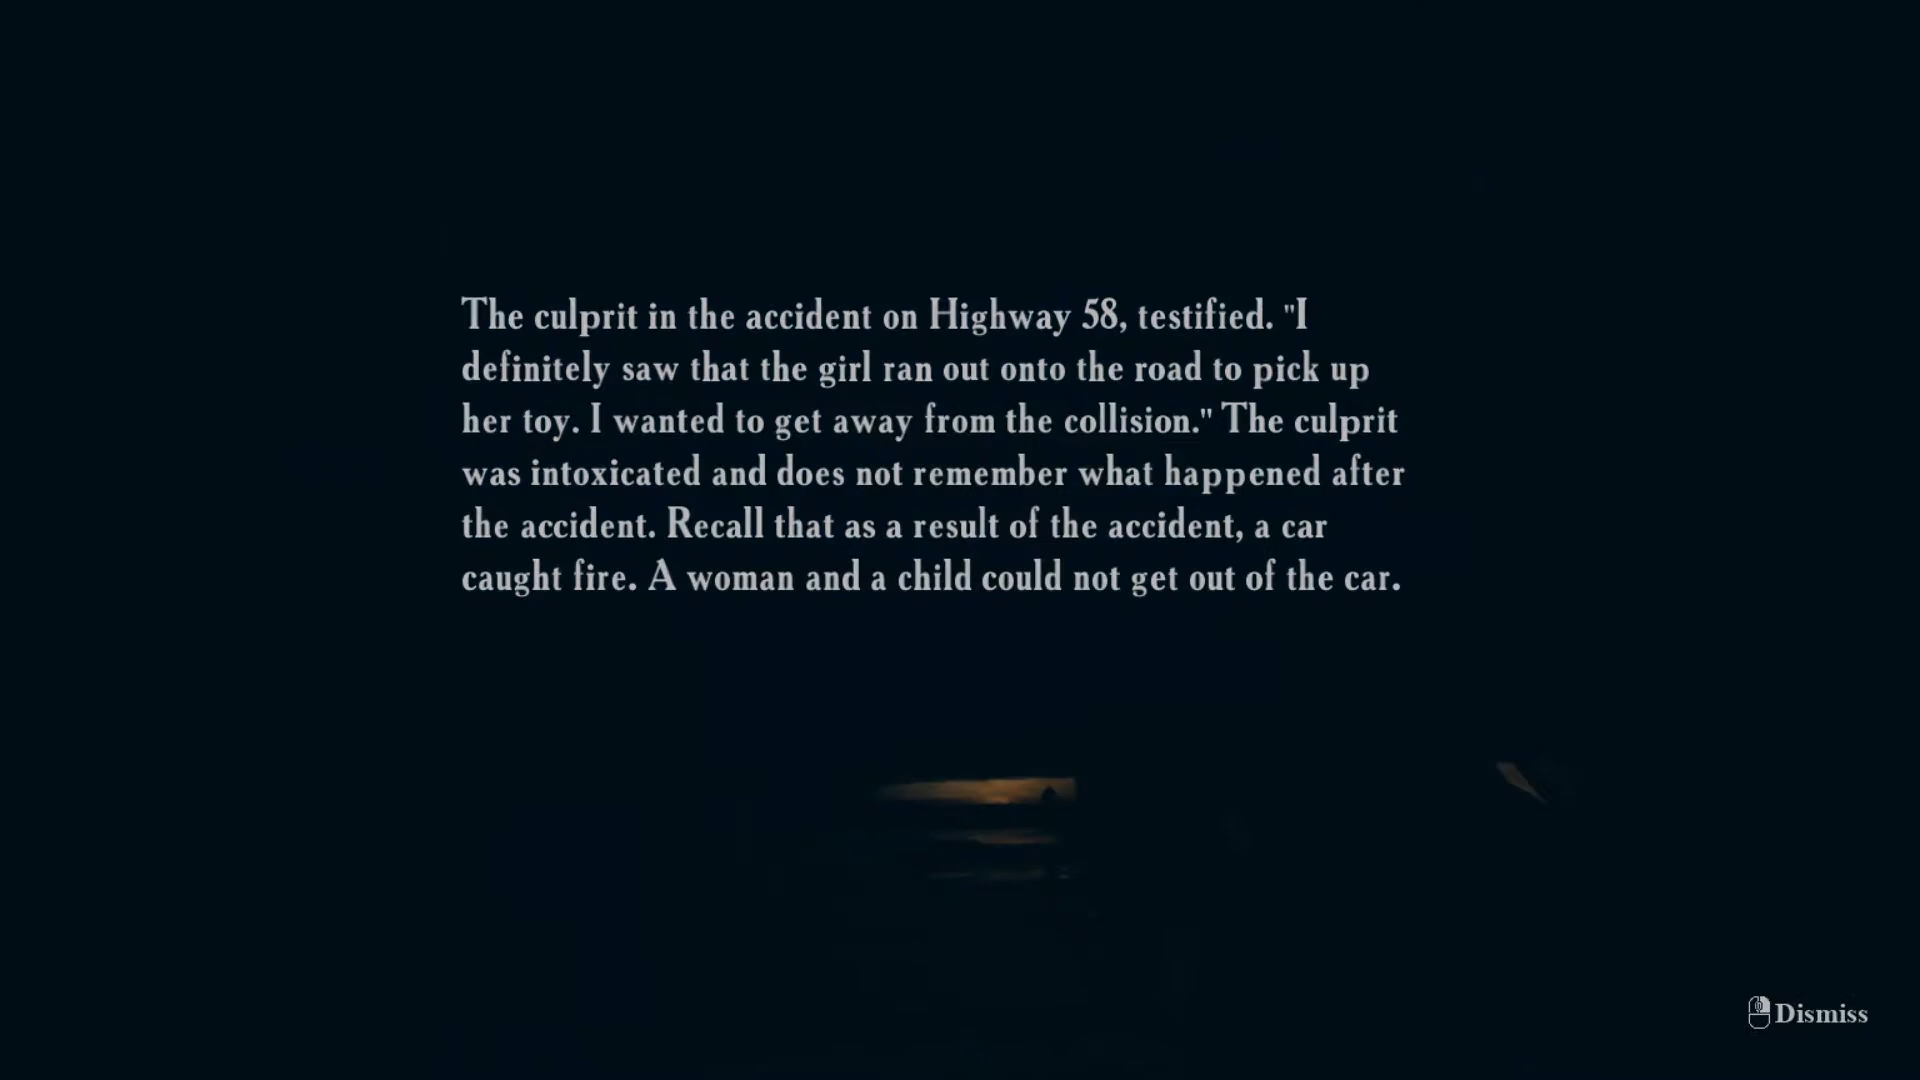 The culprit in the accident on Highway 58, testified. "I
definitely saw that the girl ran out onto the road to pick up
her toy. I wanted to get away from the collision." The culprit
was intoxicated and does not remember what happened after
the accident. Recall that as a result of the accident, a car
caught fire. A woman and a child could not get out of the car.
Dismiss